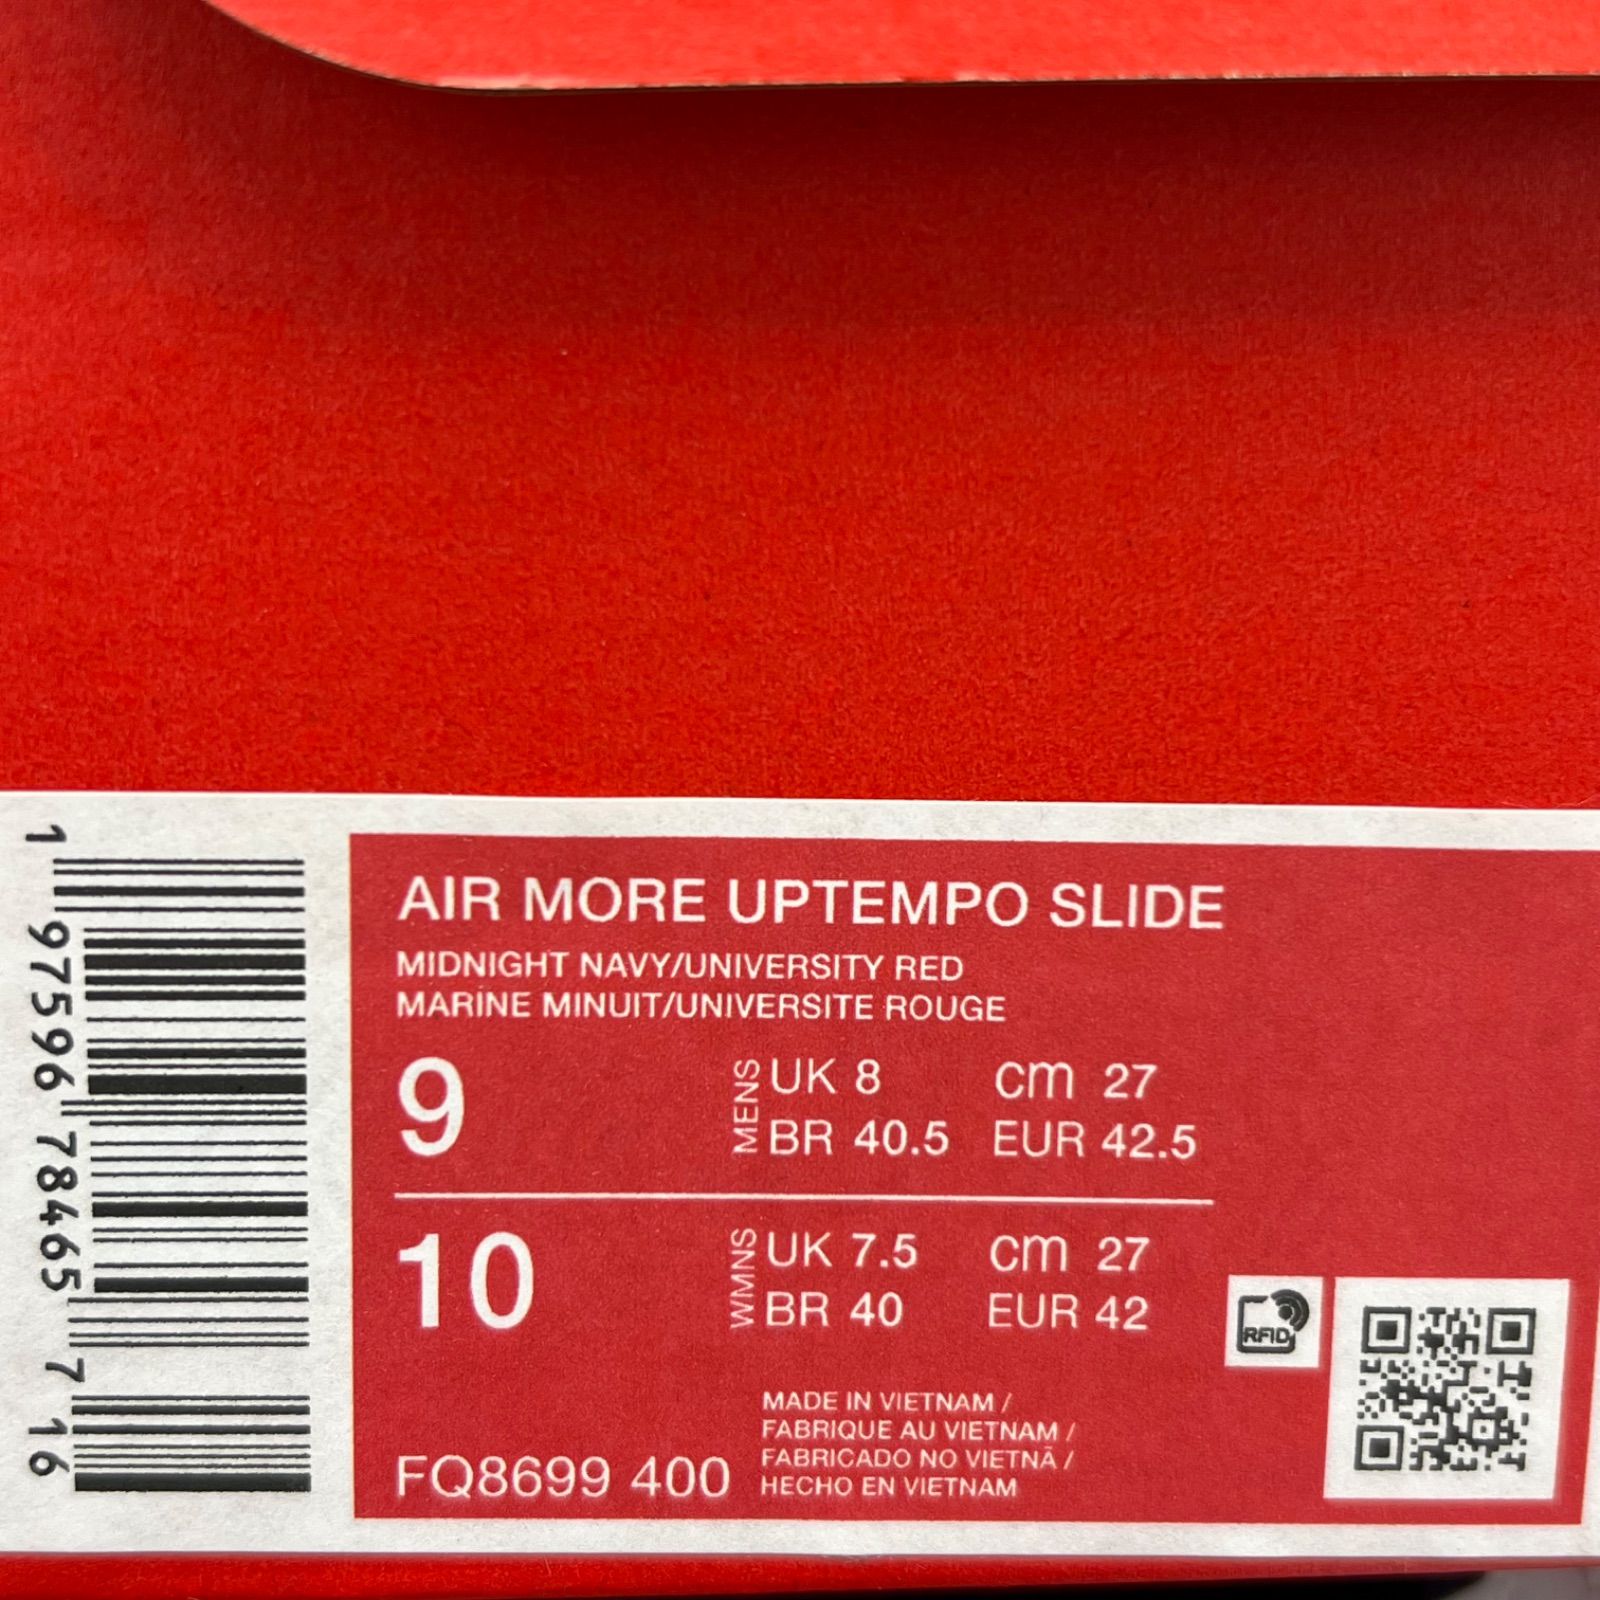 AIR MORE UPTEMPO SLIDE
MIDNIGHT NAVY/UNIVERSITY RED
MARINE MINUIT/UNIVERSITE ROUGE
9 MENS UK 8 cm 27
BR 40.5 EUR 42.5
10 WMNS UK 7.5 cm 27
BR 40 EUR 42
RFID
MADE IN VIETNAM /
FABRIQUE AU VIETNAM /
FABRICADO NO VIETNÃ /
HECHO EN VIETNAM
FQ8699 400
1 97596 78465 7 16